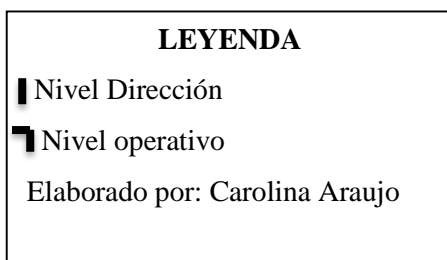 LEYENDA
Nivel Dirección
Nivel operativo
Elaborado por: Carolina Araujo